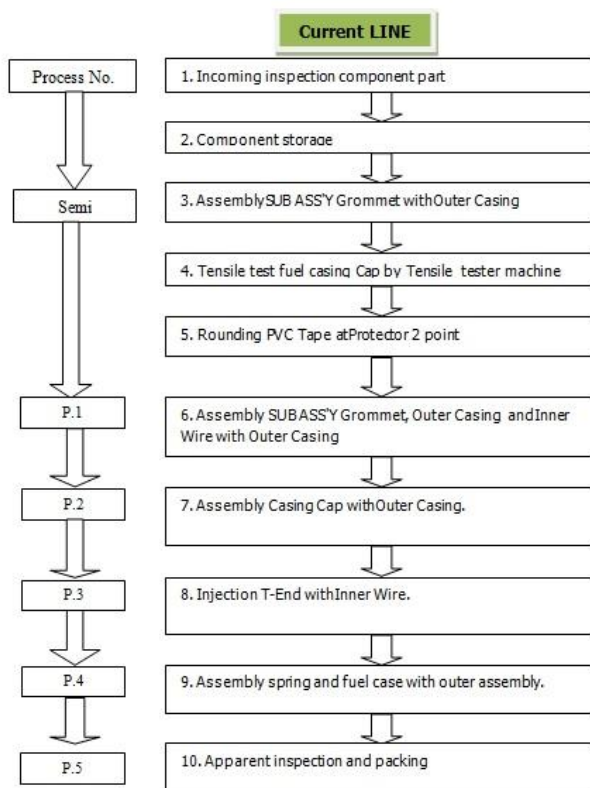 Current LINE
Process No.
1. Incoming inspection component part
2. Component storage
Semi
3. AssemblySUB ASS'Y Grommet withOuter Casing
4. Tensile test fuel casing Cap by Tensile tester machine
5. Rounding PVC Tape atProtector 2 point
P.1
6. Assembly SUBASS'Y Grommet, Outer Casing andInner
Wire with Outer Casing
P.2
7. Assembly Casing Cap withOuter Casing.
P.3
8. Injection T-End withInner Wire.
P.4
9. Assembly spring and fuel case with outer assembly.
P.5
10. Apparent inspection and packing